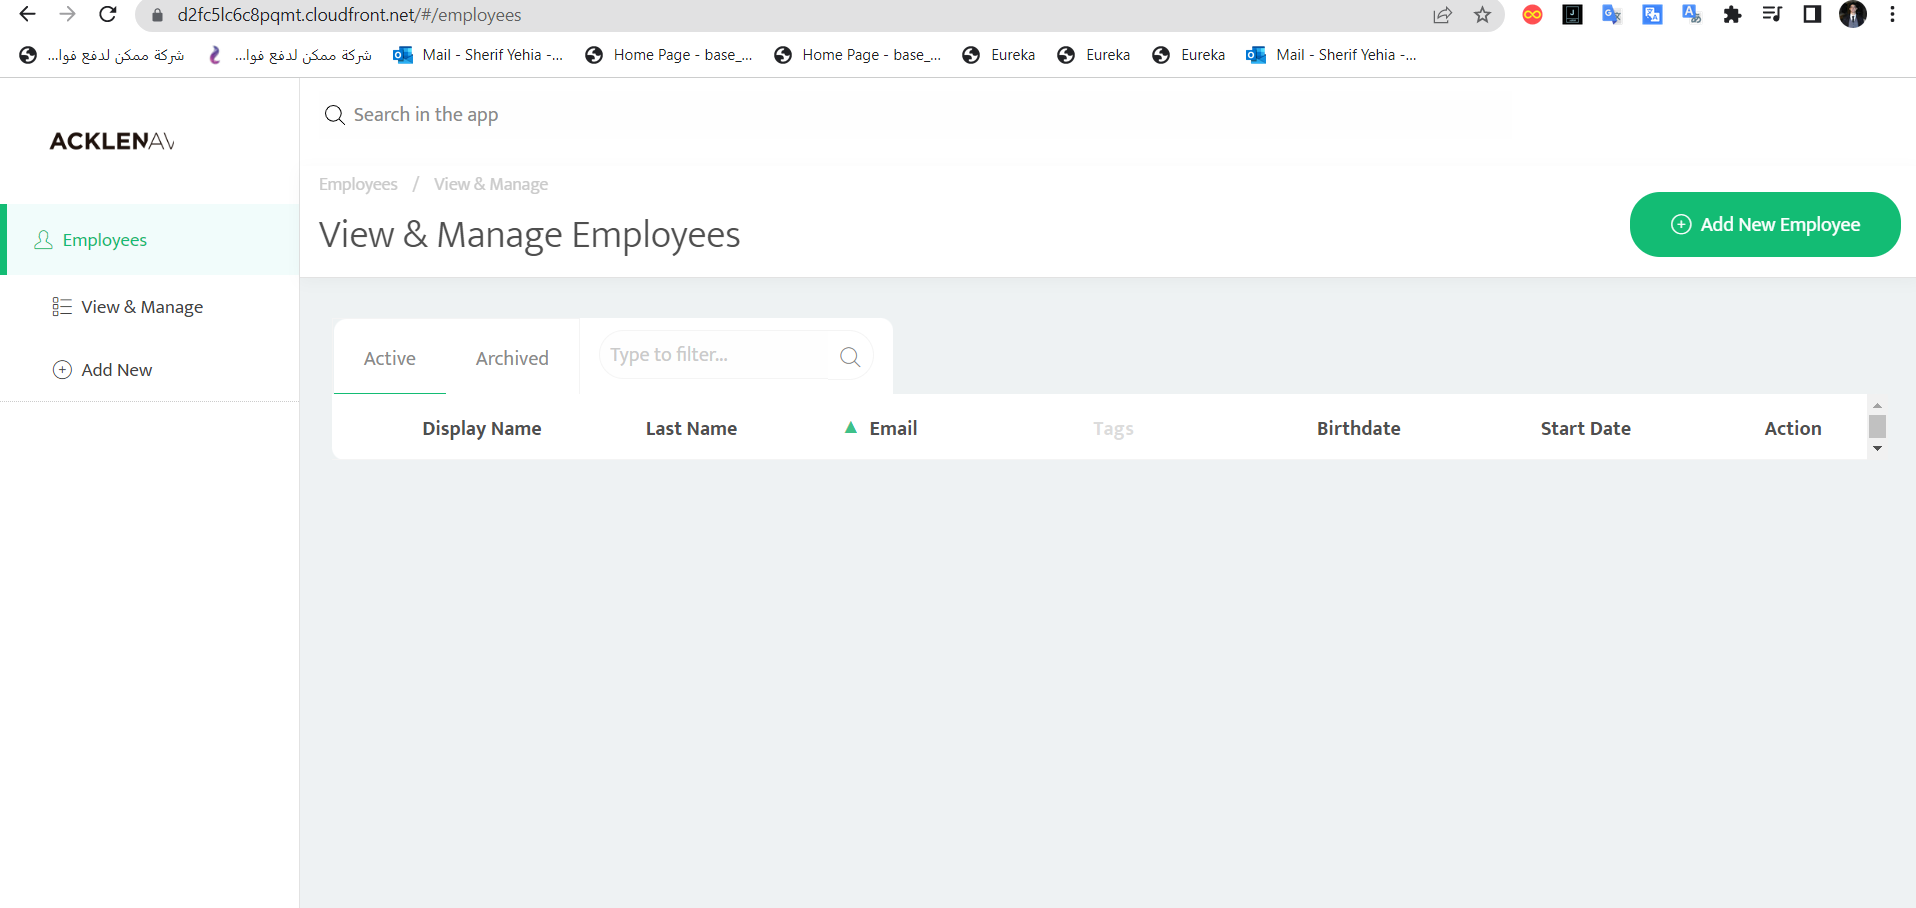 d2fc5lc6c8pqmt.cloudfront.net/#/employees
شركة ممكن لدفع فوا...
شركة ممكن لدفع فوا...
Mail - Sherif Yehia -...
Home Page - base_...
Home Page - base_...
Eureka
Eureka
Eureka
Mail - Sherif Yehia -...
ACKLENAV
Search in the app
Employees / View & Manage
View & Manage Employees
Add New Employee
Employees
View & Manage
Add New
Active
Archived
Type to filter...
Display Name
Last Name
Email
Tags
Birthdate
Start Date
Action